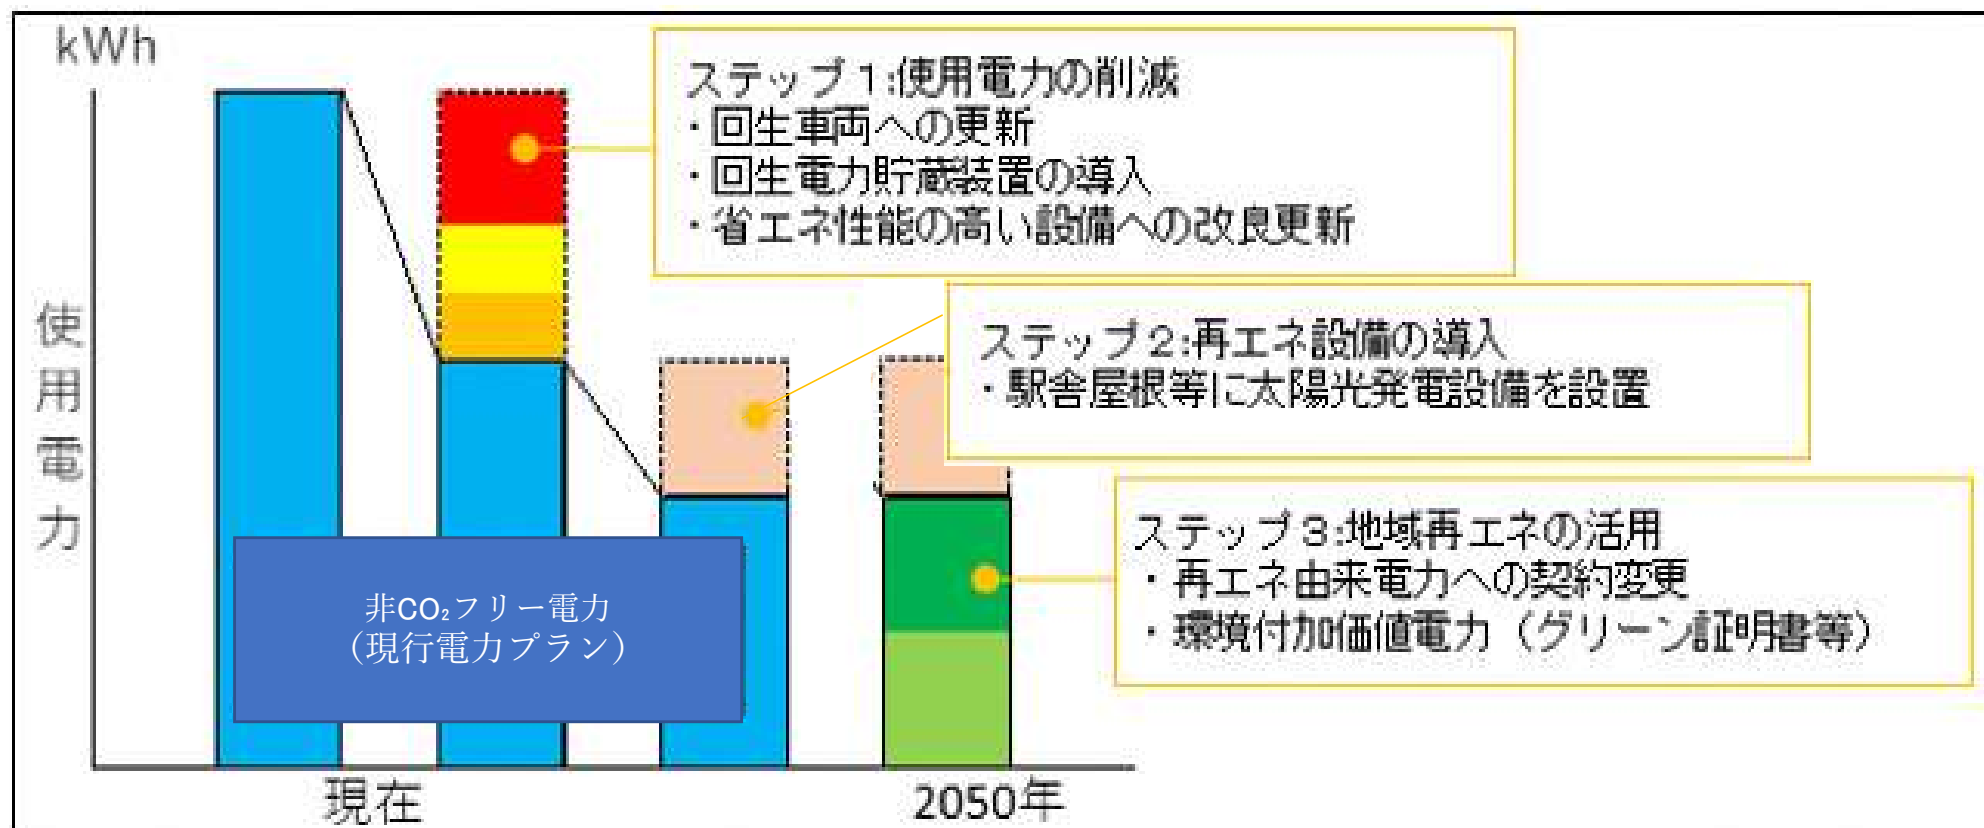 kWh
使用電力
ステップ1:使用電力の削減
・回生車両への更新
・回生電力貯蔵装置の導入
・省エネ性能の高い設備への改良更新
ステップ2:再エネ設備の導入
・駅舎屋根等に太陽光発電設備を設置
ステップ3:地域再エネの活用
・再エネ由来電力への契約変更
・環境付加価値電力（グリーン証明書等）
非CO₂フリー電力
（現行電力プラン）
現在
2050年